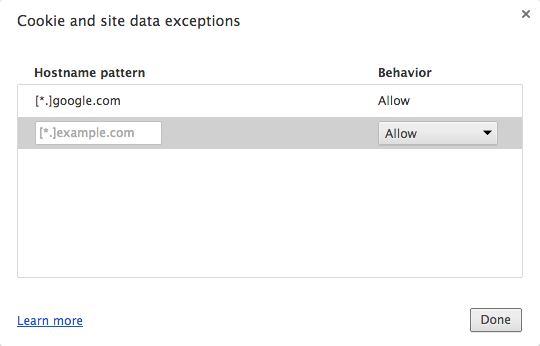 Cookie and site data exceptions
Hostname pattern Behavior
[*.]google.com Allow
[*.]example.com Allow
Learn more Done